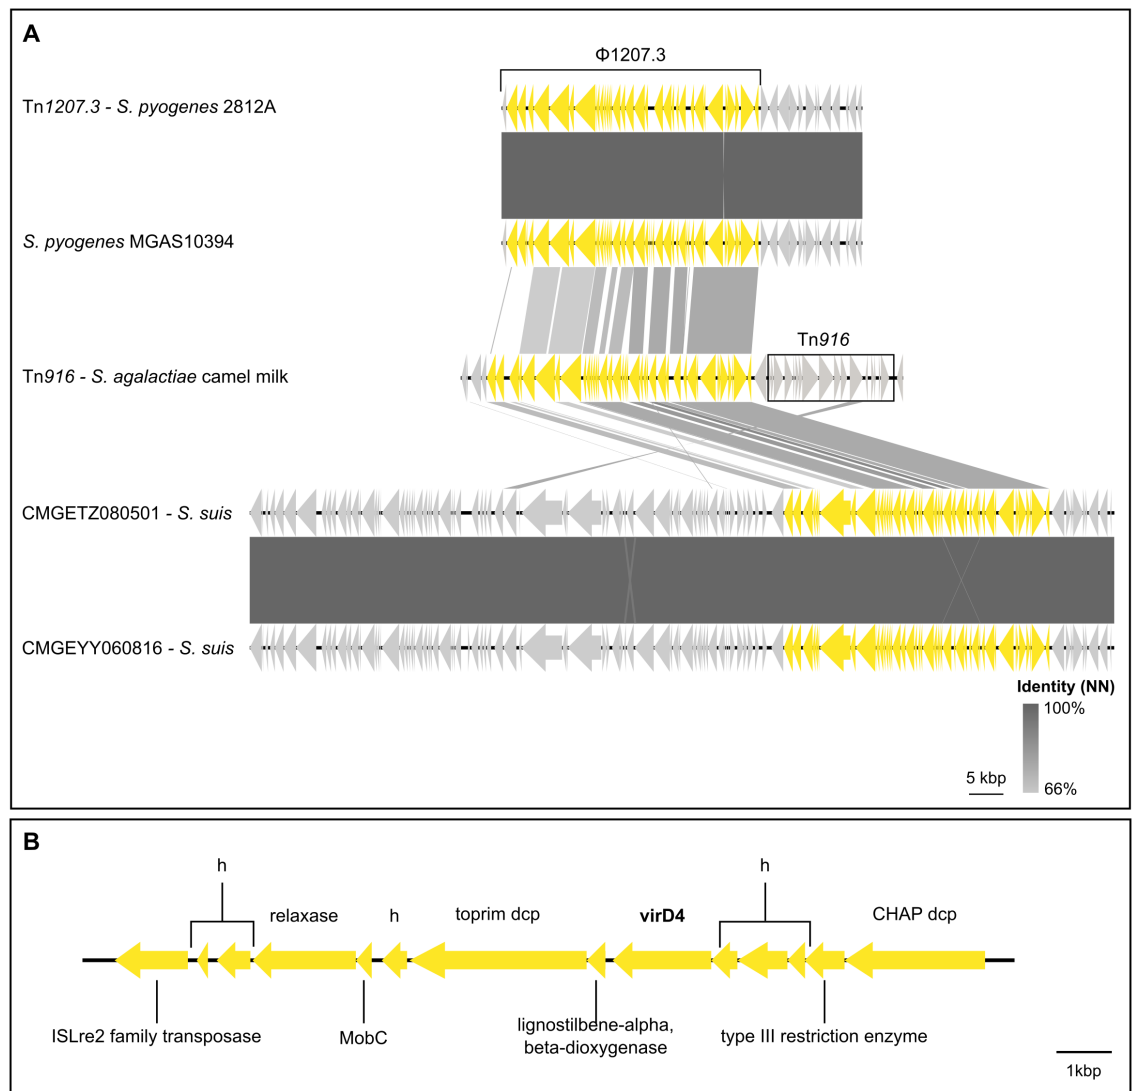 A
Φ1207.3
Tn1207.3 - S. pyogenes 2812A
S. pyogenes MGAS10394
Tn916
Tn916 - S. agalactiae camel milk
CMGETZ080501 - S. suis
CMGEYY060816 - S. suis
Identity (NN)
100%
5 kbp
66%
B
h
h
relaxase
h
toprim dcp
virD4
CHAP dcp
ISLre2 family transposase
MobC
lignostilbene-alpha,
beta-dioxygenase
type III restriction enzyme
1kbp